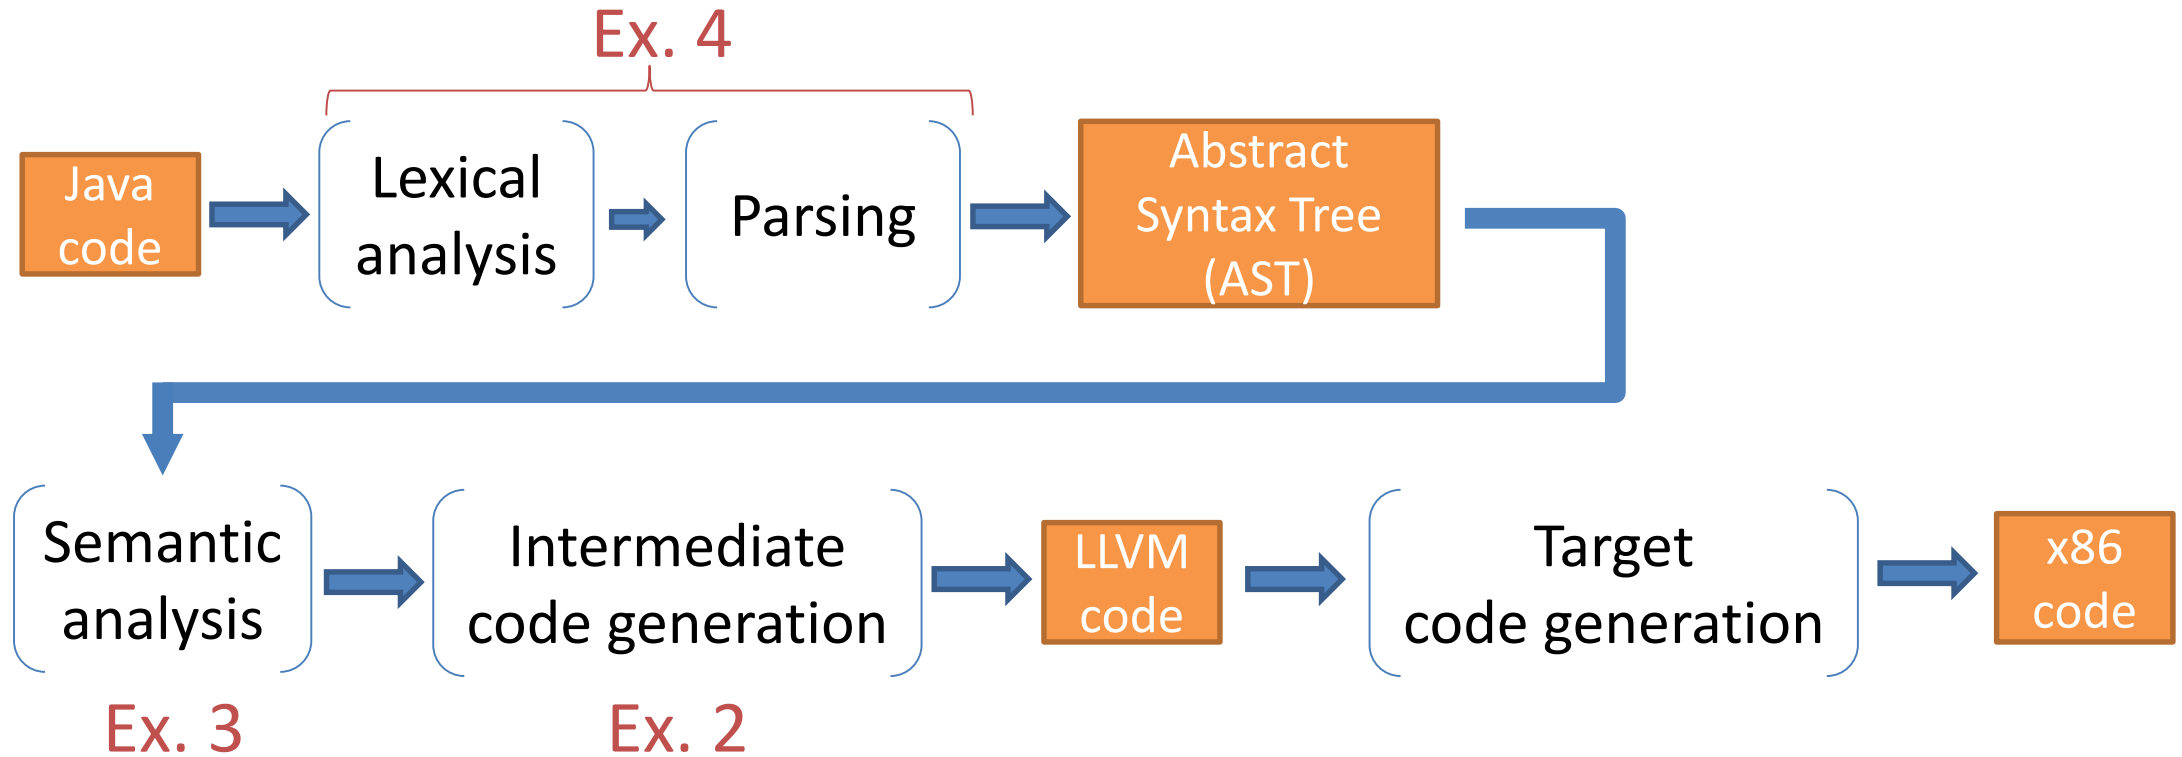 Ex. 4
Java
code
Lexical
analysis
Parsing
Abstract
Syntax Tree
(AST)
Semantic
analysis
Intermediate
code generation
LLVM
code
Target
code generation
x86
code
Ex. 3
Ex. 2